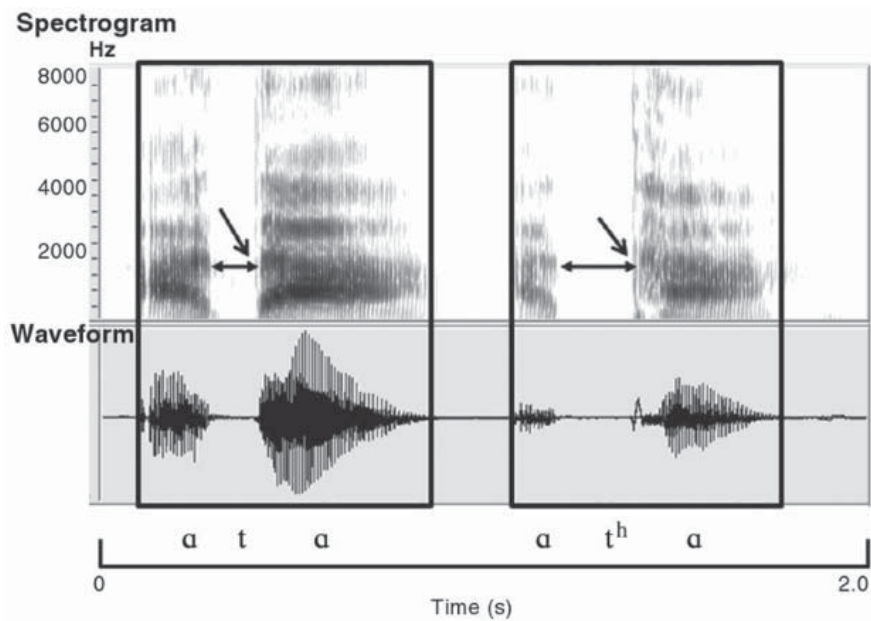 Spectrogram
Hz
8000
6000
4000
2000
Waveform
ɑ t ɑ ɑ tʰ ɑ
0 2.0
Time (s)